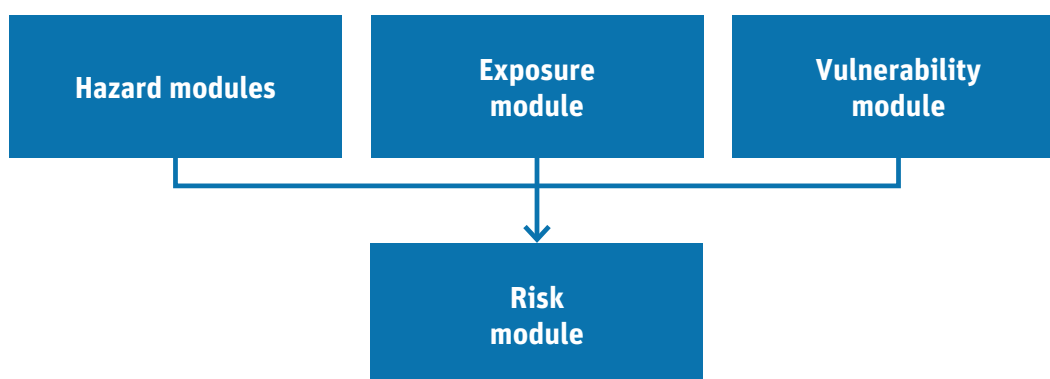 Hazard modules
Exposure
module
Vulnerability
module
Risk
module